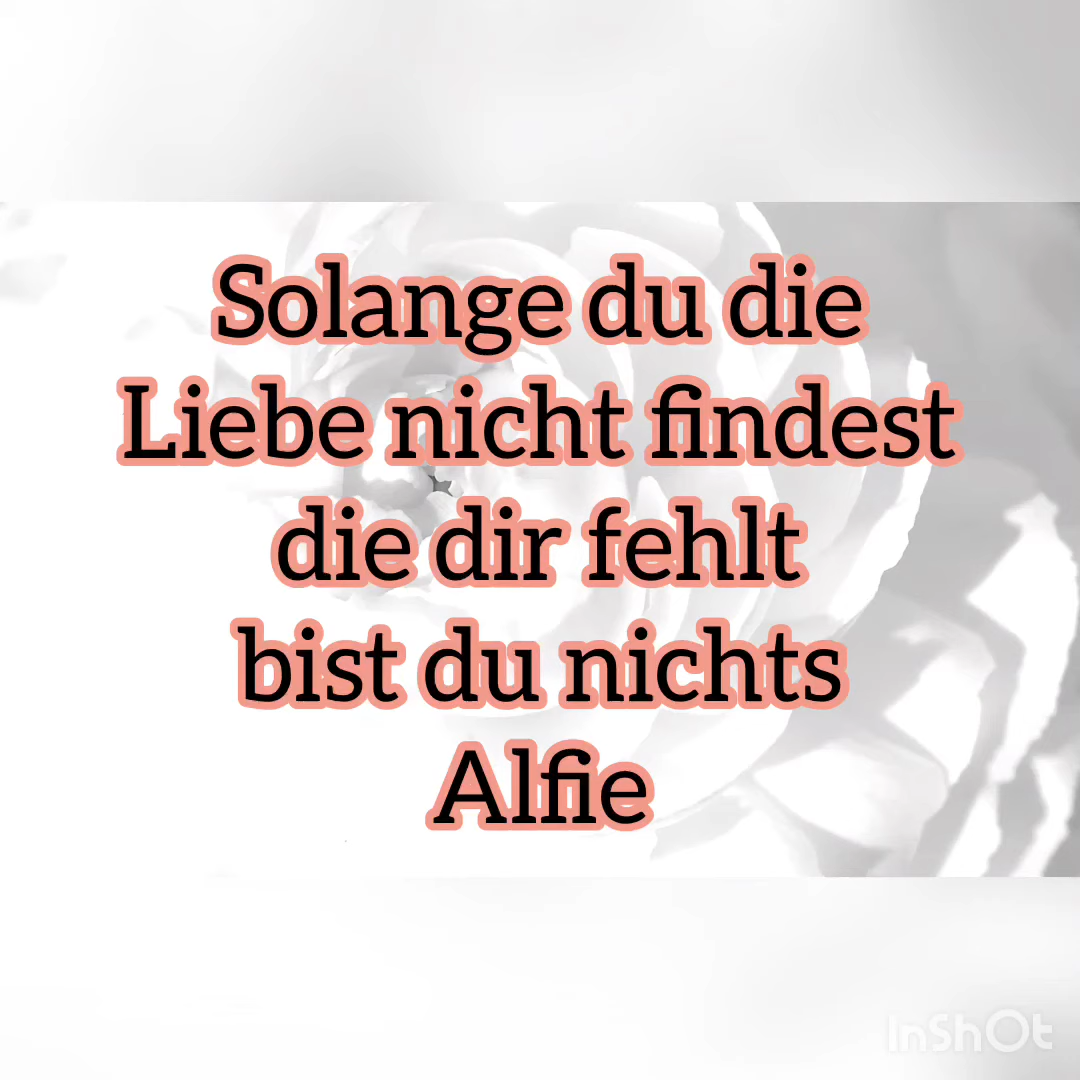 Solange du die
Liebe nicht findest
die dir fehlt
bist du nichts
Alfie
InShOt